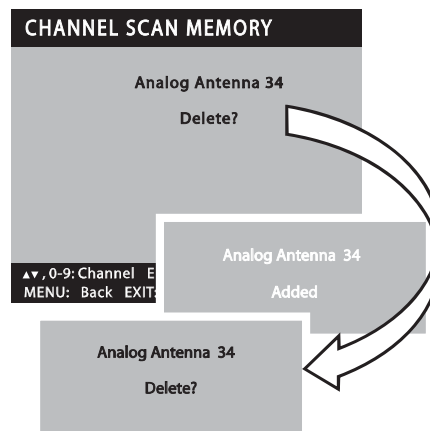 CHANNEL SCAN MEMORY
Analog Antenna 34
Delete?
Analog Antenna 34
Added
▲▼, 0-9: Channel E
MENU: Back EXIT:
Analog Antenna 34
Delete?